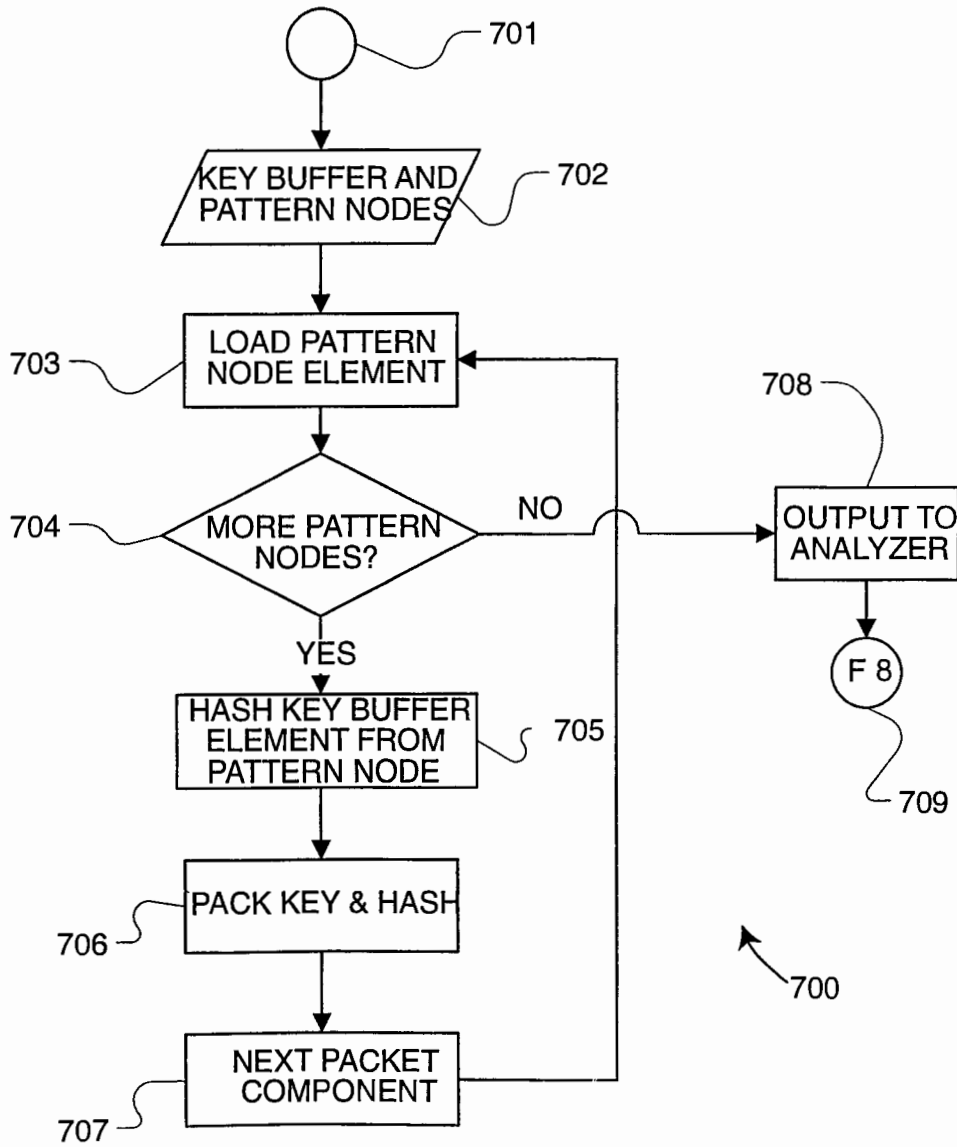 701
KEY BUFFER AND
PATTERN NODES
702
LOAD PATTERN
NODE ELEMENT
703
708
MORE PATTERN
NODES?
704
NO
OUTPUT TO
ANALYZER
YES
F 8
709
HASH KEY BUFFER
ELEMENT FROM
PATTERN NODE
705
PACK KEY & HASH
706
700
NEXT PACKET
COMPONENT
707